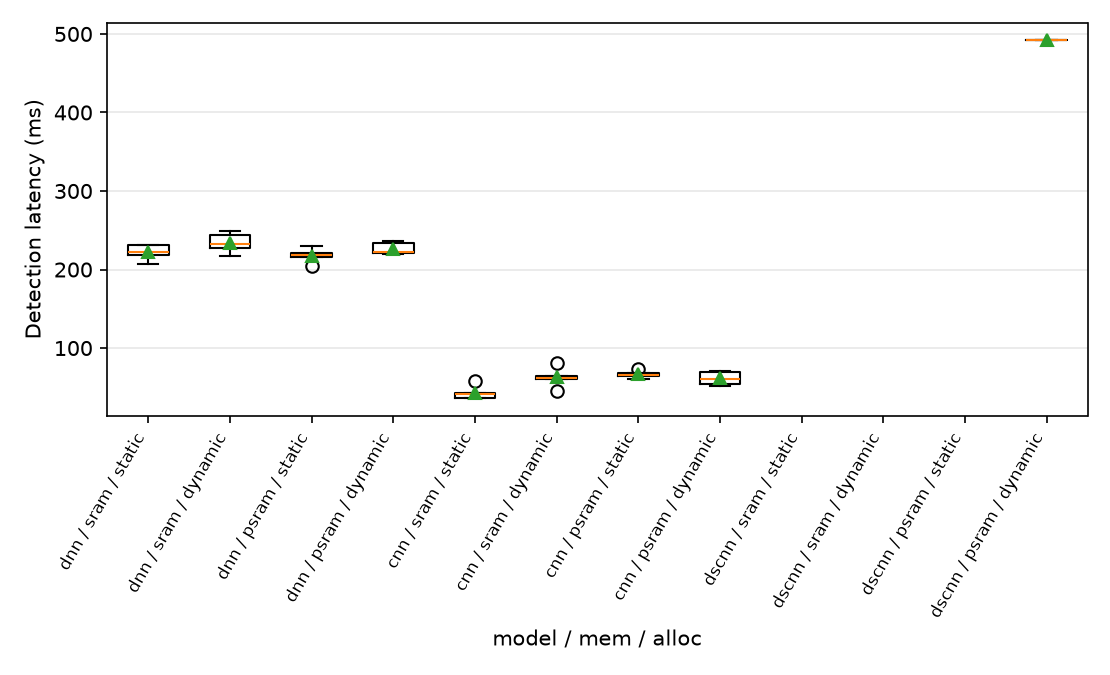 500
400
300
200
100
Detection latency (ms)
dnn / sram / static
dnn / sram / dynamic
dnn / psram / static
dnn / psram / dynamic
cnn / sram / static
cnn / sram / dynamic
cnn / psram / static
cnn / psram / dynamic
dscnn / sram / static
dscnn / sram / dynamic
dscnn / psram / static
dscnn / psram / dynamic
model / mem / alloc